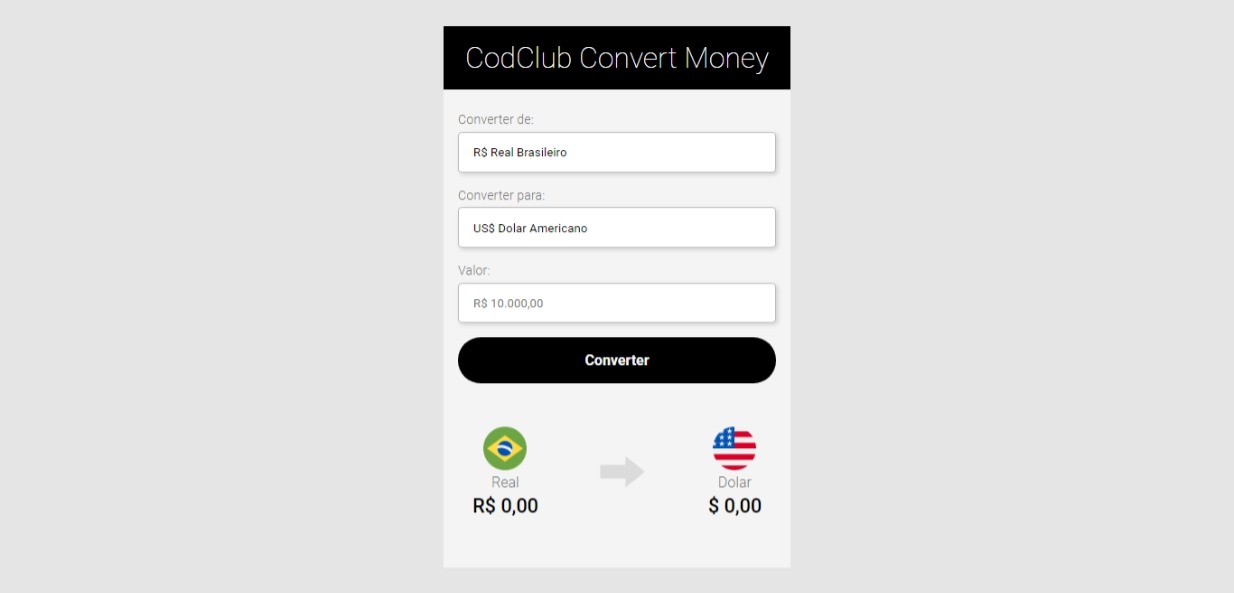 CodClub Convert Money
Converter de:
R$ Real Brasileiro
Converter para:
US$ Dolar Americano
Valor:
R$ 10.000,00
Converter
Real
R$ 0,00
Dolar
$ 0,00